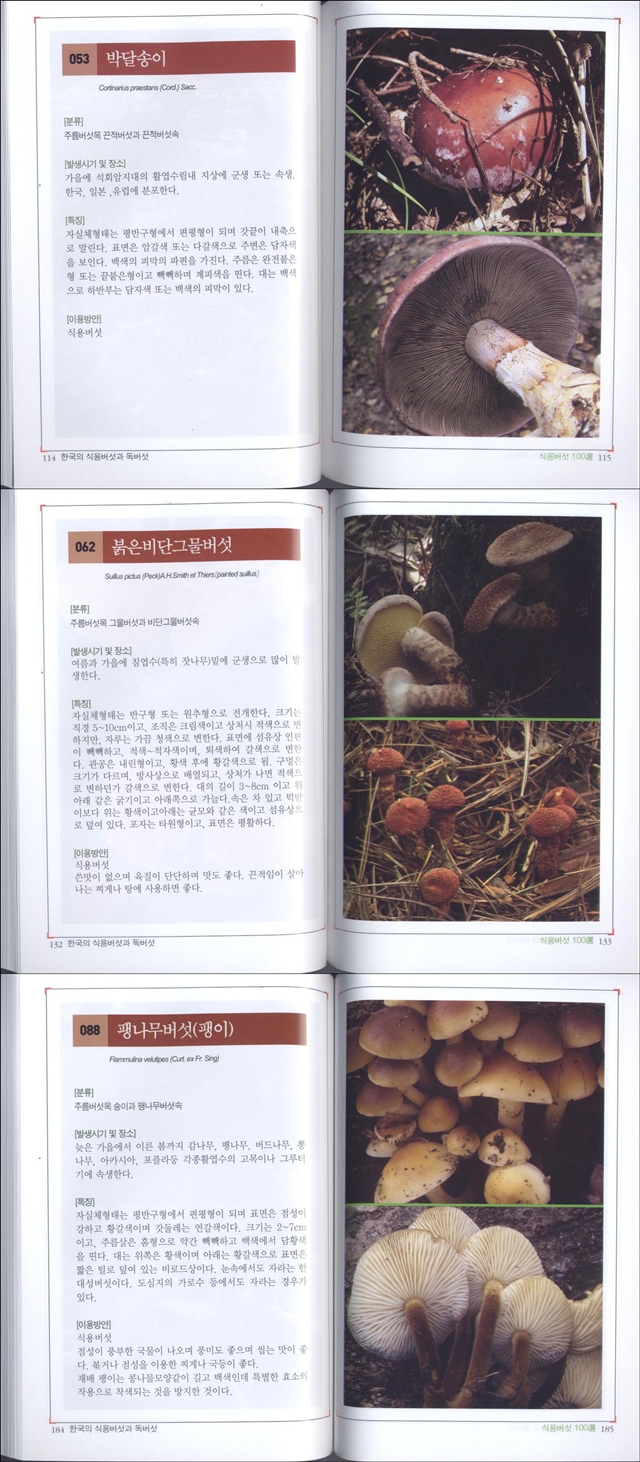 053 박달송이
Cortinarius praestans (Cord.) Sacc.
[분류]
주름버섯목 끈적버섯과 끈적버섯속
[발생시기 및 장소]
가을에 석회암지대의 활엽수림내 지상에 군생 또는 속생.
한국, 일본 ,유럽에 분포한다.
[특징]
자실체형태는 평반구형에서 편평형이 되며 갓끝이 내축으
로 말린다. 표면은 암갈색 또는 다갈색으로 주변은 담자색
을 보인다. 백색의 피막의 파편을 가진다. 주름은 완전붙은
형 또는 끝붙은형이고 빽빽하며 계피색을 띤다. 대는 백색
으로 하반부는 담자색 또는 백색의 피막이 있다.
[이용방안]
식용버섯
114 한국의 식용버섯과 독버섯
식용버섯 100選 115
062 붉은비단그물버섯
Suillus pictus (Peck)A.H.Smith et Thiers(painted suillus)
[분류]
주름버섯목 그물버섯과 비단그물버섯속
[발생시기 및 장소]
여름과 가을에 침엽수(특히 잣나무)밑에 군생으로 많이 발
생한다.
[특징]
자실체형태는 반구형 또는 원추형으로 전개한다. 크기는
직경 5~10cm이고, 조직은 크림색이고 상처시 적색으로 변
하지만, 자루는 가끔 청색으로 변한다. 표면에 섬유상 인편
이 빽빽하고, 적색~적자색이며, 퇴색하여 갈색으로 변한
다. 관공은 내린형이고, 황색 후에 황갈색으로 됨. 구멍은
크기가 다르며, 방사상으로 배열되고, 상처가 나면 적색으
로 변하던가 갈색으로 변한다. 대의 길이 3~8cm 이고 위
아래 같은 굵기이고 아래쪽으로 가늘다.속은 차 있고 턱받
이보다 위는 황색이고아래는 균모와 같은 색이고 섬유상으
로 덮여 있다. 포자는 타원형이고, 표면은 평활하다.
[이용방안]
식용버섯
쓴맛이 없으며 육질이 단단하며 맛도 좋다. 끈적임이 살아
나는 찌게나 탕에 사용하면 좋다.
132 한국의 식용버섯과 독버섯
식용버섯 100選 133
088 팽나무버섯(팽이)
Flammulina velutipes (Curt. ex Fr. Sing)
[분류]
주름버섯목 송이과 팽나무버섯속
[발생시기 및 장소]
늦은 가을에서 이른 봄까지 감나무, 팽나무, 버드나무, 뽕
나무, 아카시아, 포플라등 각종활엽수의 고목이나 그루터
기에 속생한다.
[특징]
자실체형태는 평반구형에서 편평형이 되며 표면은 점성이
강하고 황갈색이며 갓둘레는 연갈색이다. 크기는 2~7cm
이고, 주름살은 홈형으로 약간 빽빽하고 백색에서 담황색
을 띤다. 대는 위쪽은 황색이며 아래는 황갈색으로 표면은
짧은 털로 덮여 있는 비로드상이다. 눈속에서도 자라는 한
대성버섯이다. 도심지의 가로수 등에서도 자라는 경우가
있다.
[이용방안]
식용버섯
점성이 풍부한 국물이 나오며 풍미도 좋으며 씹는 맛이 좋
다. 볶거나 점성을 이용한 찌게나 국등이 좋다.
재배 팽이는 콩나물모양같이 길고 백색인데 특별한 효소의
작용으로 착색되는 것을 방지한 것이다.
184 한국의 식용버섯과 독버섯
식용버섯 100選 185